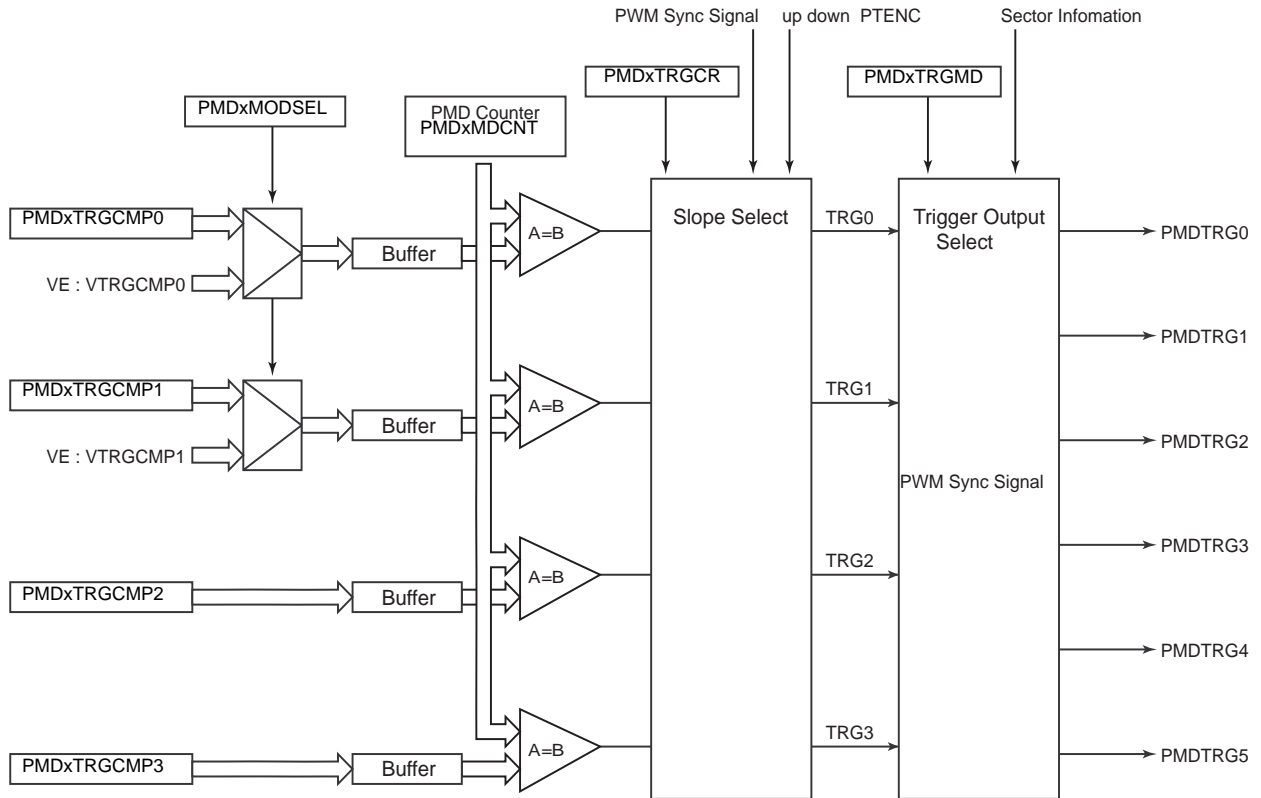 PWM Sync Signal
up down PTENC
Sector Infomation
PMDxTRGCR
PMDxTRGMD
PMDxMODSEL
PMD Counter
PMDxMDCNT
PMDxTRGCMP0
VE : VTRGCMP0
Buffer
A=B
Slope Select
TRG0
Trigger Output
Select
PMDTRG0
PMDTRG1
PMDxTRGCMP1
VE : VTRGCMP1
Buffer
A=B
TRG1
PMDTRG2
PWM Sync Signal
PMDTRG3
PMDxTRGCMP2
Buffer
A=B
TRG2
PMDTRG4
PMDxTRGCMP3
Buffer
A=B
TRG3
PMDTRG5